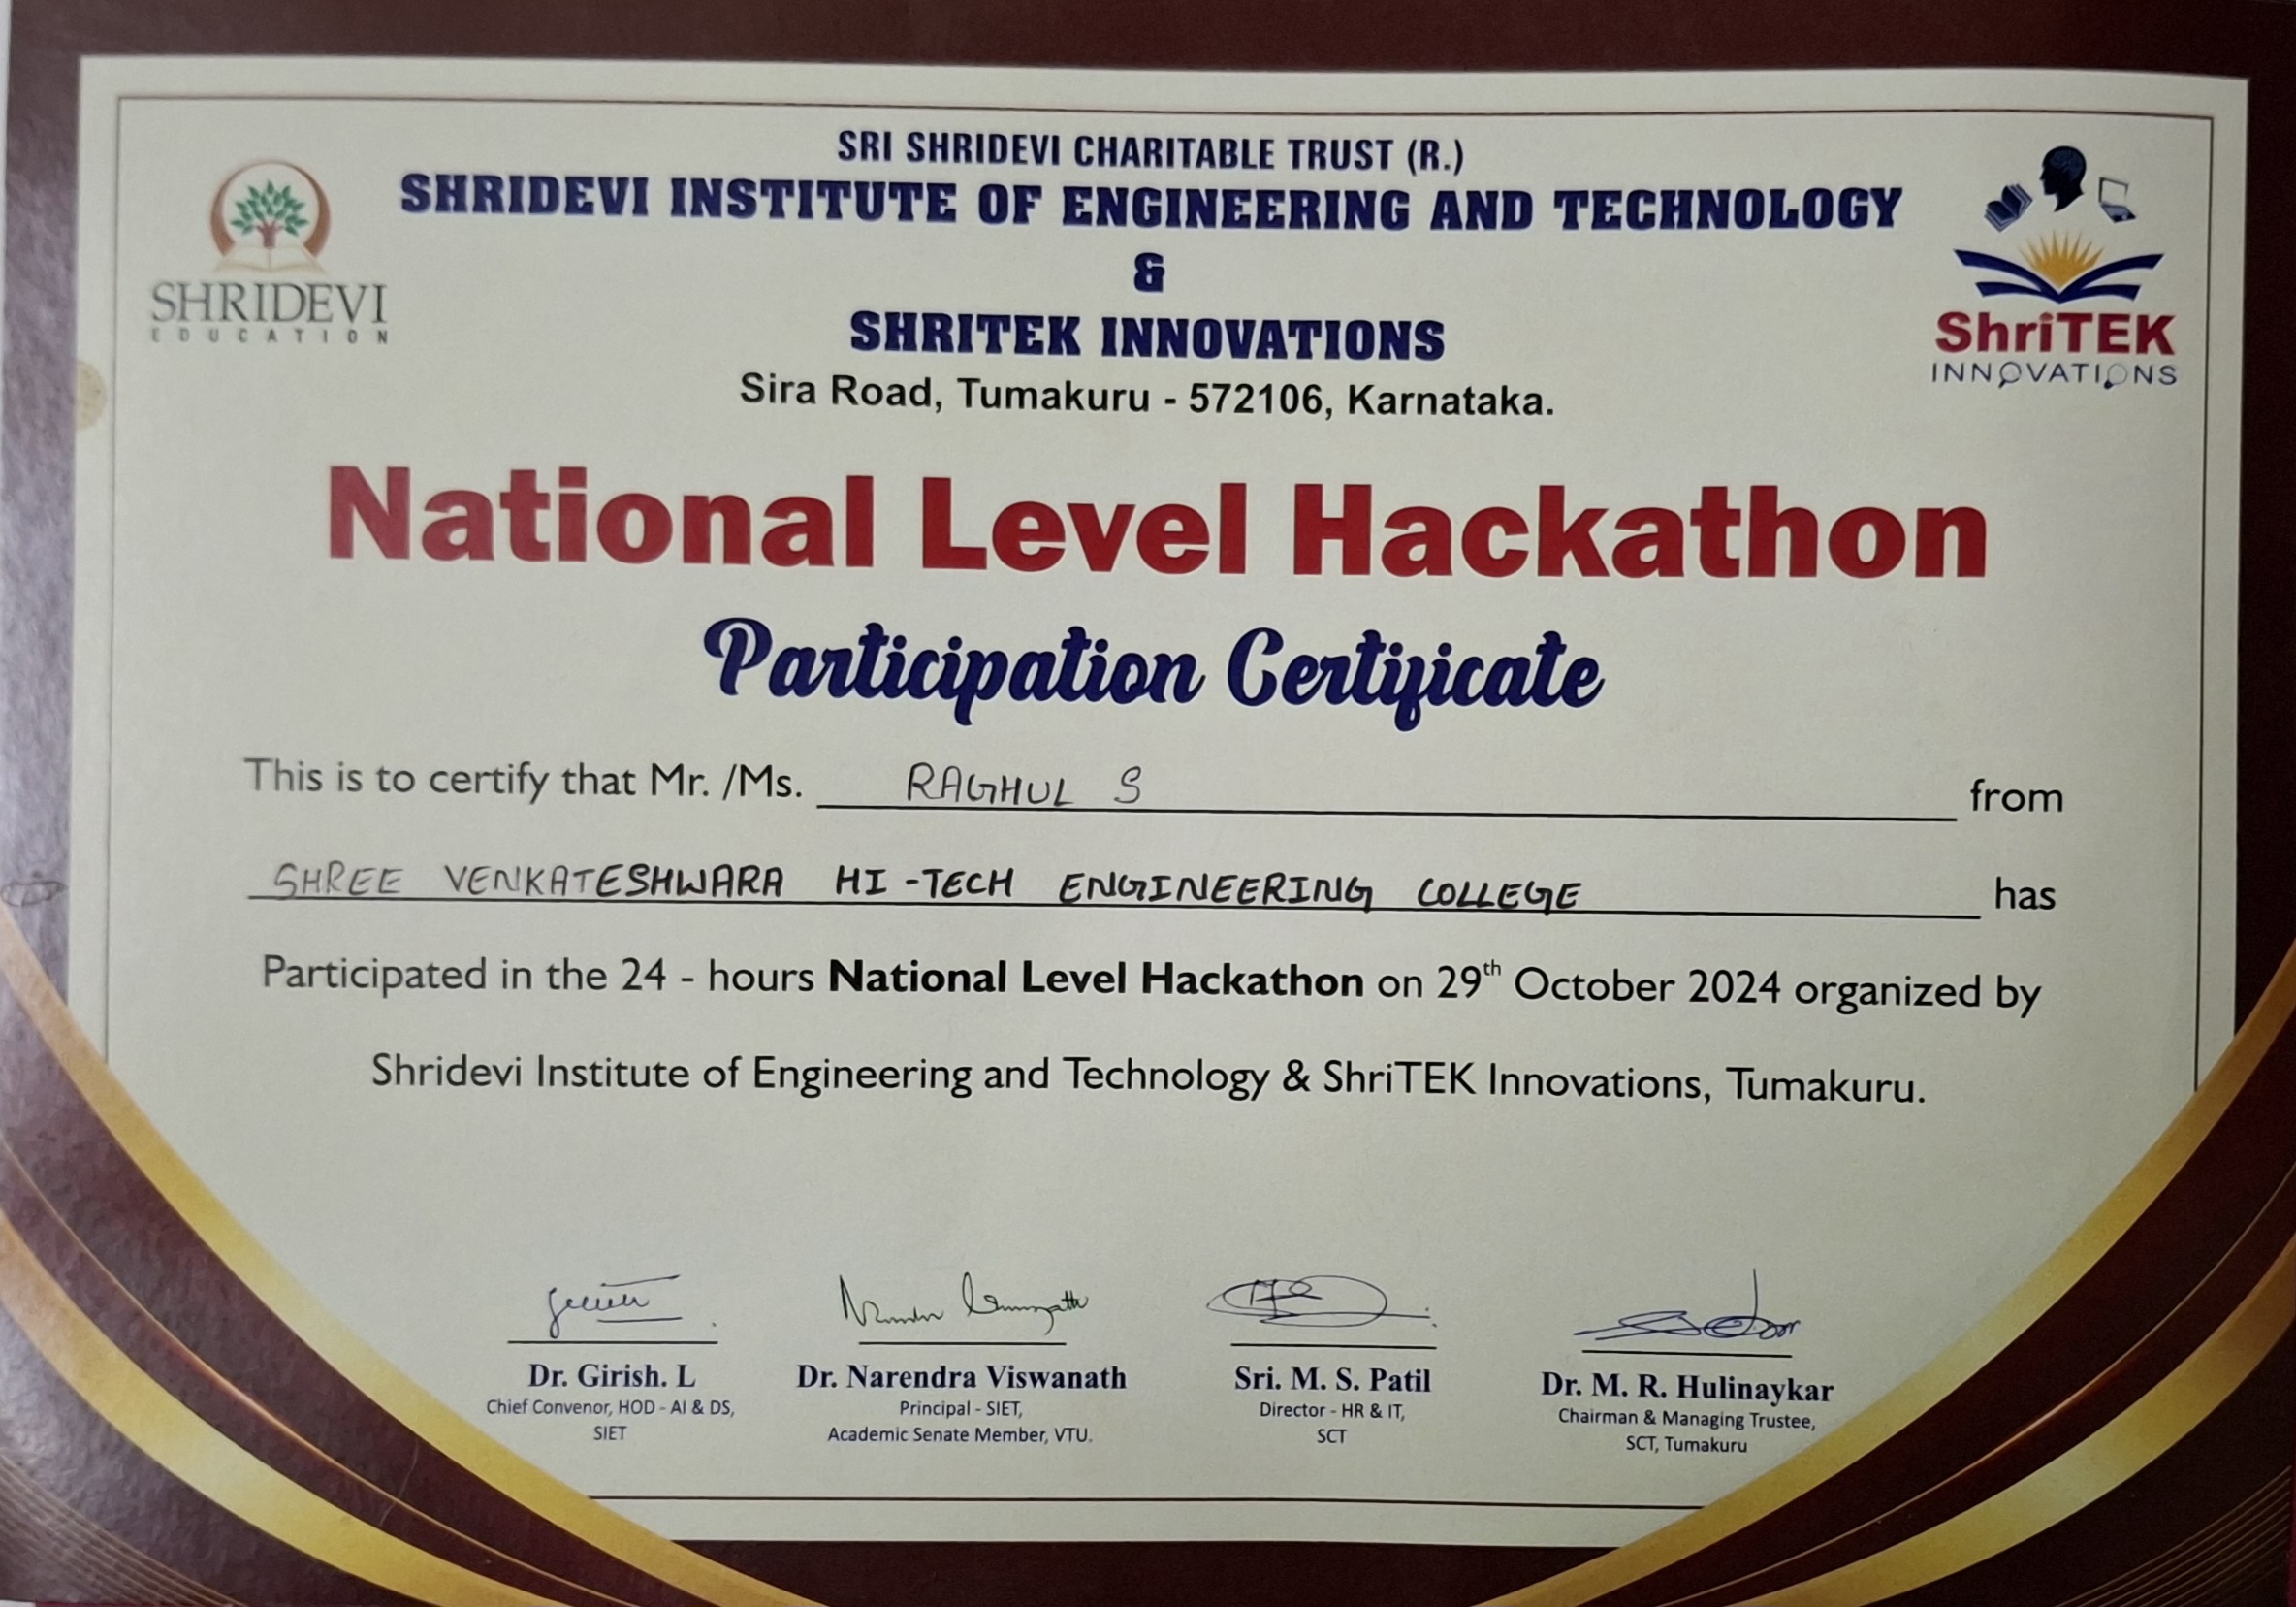 SRI SHRIDEVI CHARITABLE TRUST (R.)
SHRIDEVI INSTITUTE OF ENGINEERING AND TECHNOLOGY
&
SHRITEK INNOVATIONS
Sira Road, Tumakuru - 572106, Karnataka.
SHRIDEVI
EDUCATION
ShriTEK
INNOVATIONS
National Level Hackathon
Participation Certificate
This is to certify that Mr. /Ms. RAGHUL S from
SHREE VENKATESHWARA HI-TECH ENGINEERING COLLEGE has
Participated in the 24 - hours National Level Hackathon on 29th October 2024 organized by
Shridevi Institute of Engineering and Technology & ShriTEK Innovations, Tumakuru.
Dr. Girish. L
Chief Convenor, HOD - AI & DS,
SIET
Dr. Narendra Viswanath
Principal - SIET,
Academic Senate Member, VTU.
Sri. M. S. Patil
Director - HR & IT,
SCT
Dr. M. R. Hulinaykar
Chairman & Managing Trustee,
SCT, Tumakuru